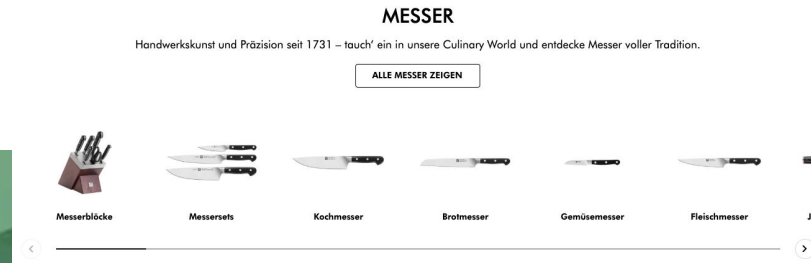 MESSER
Handwerkskunst und Präzision seit 1731 – tauch’ ein in unsere Culinary World und entdecke Messer voller Tradition.
ALLE MESSER ZEIGEN
Messerblöcke
Messersets
Kochmesser
Brotmesser
Gemüsemesser
Fleischmesser